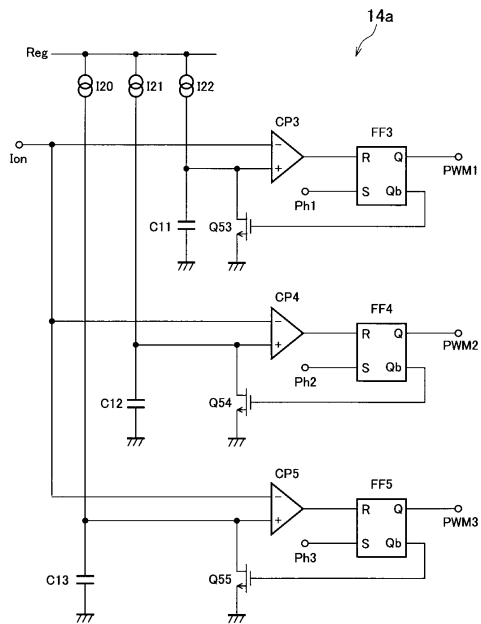 14a
Reg
I20
I21
I22
CP3
FF3
Ion
−
+
R
Q
S
Qb
PWM1
Ph1
C11
Q53
CP4
FF4
−
+
R
Q
S
Qb
PWM2
Ph2
C12
Q54
CP5
FF5
−
+
R
Q
S
Qb
PWM3
Ph3
C13
Q55